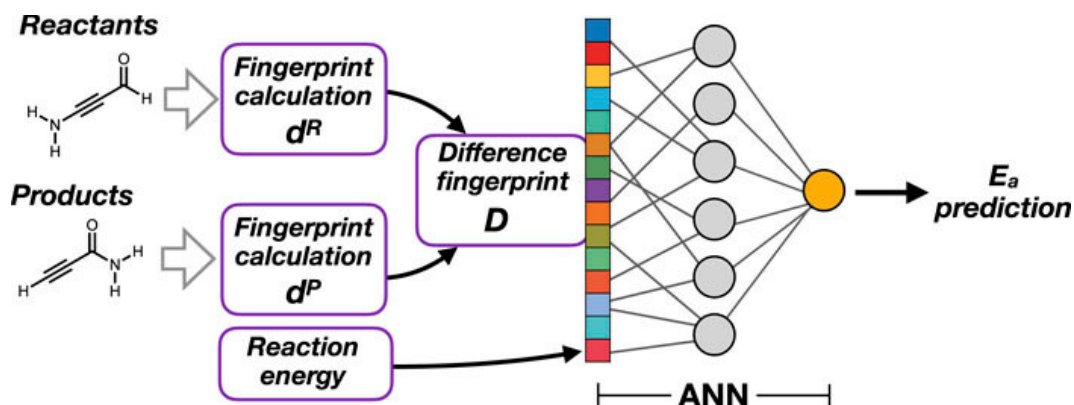 Reactants
O
H
H
N
H
Fingerprint
calculation
d^R
Difference
fingerprint
D
Products
O
H
N
H
H
Fingerprint
calculation
d^P
Reaction
energy
E_a
prediction
ANN